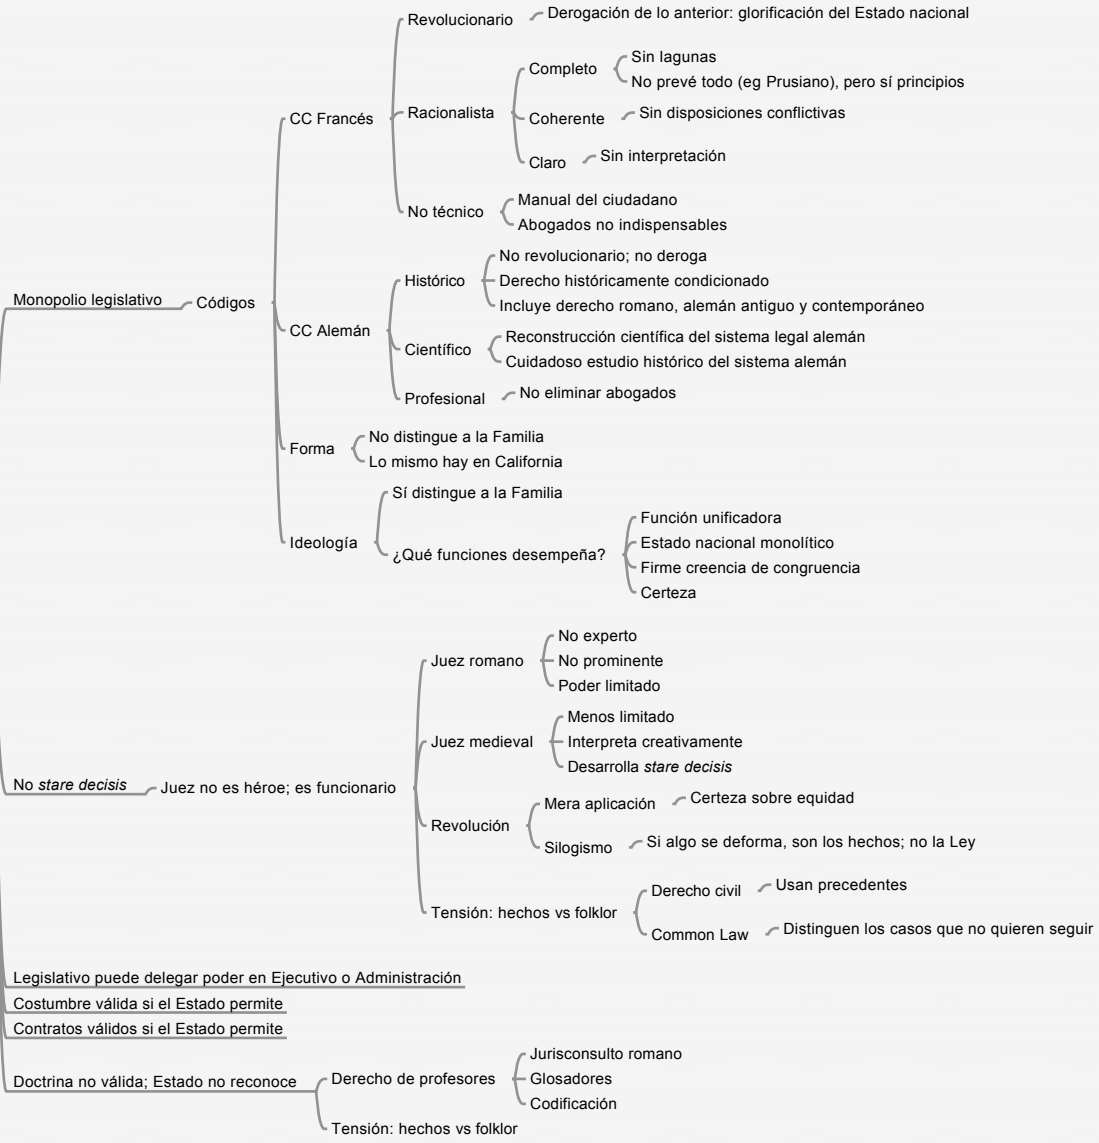 Monopolio legislativo
Códigos
CC Francés
Revolucionario
Derogación de lo anterior: glorificación del Estado nacional
Racionalista
Completo
Sin lagunas
No prevé todo (eg Prusiano), pero sí principios
Coherente
Sin disposiciones conflictivas
Claro
Sin interpretación
No técnico
Manual del ciudadano
Abogados no indispensables
CC Alemán
Histórico
No revolucionario; no deroga
Derecho históricamente condicionado
Incluye derecho romano, alemán antiguo y contemporáneo
Científico
Reconstrucción científica del sistema legal alemán
Cuidadoso estudio histórico del sistema alemán
Profesional
No eliminar abogados
Forma
No distingue a la Familia
Lo mismo hay en California
Ideología
Sí distingue a la Familia
¿Qué funciones desempeña?
Función unificadora
Estado nacional monolítico
Firme creencia de congruencia
Certeza
No stare decisis
Juez no es héroe; es funcionario
Juez romano
No experto
No prominente
Poder limitado
Juez medieval
Menos limitado
Interpreta creativamente
Desarrolla stare decisis
Revolución
Mera aplicación
Certeza sobre equidad
Silogismo
Si algo se deforma, son los hechos; no la Ley
Tensión: hechos vs folklor
Derecho civil
Usan precedentes
Common Law
Distinguen los casos que no quieren seguir
Legislativo puede delegar poder en Ejecutivo o Administración
Costumbre válida si el Estado permite
Contratos válidos si el Estado permite
Doctrina no válida; Estado no reconoce
Derecho de profesores
Jurisconsulto romano
Glosadores
Codificación
Tensión: hechos vs folklor